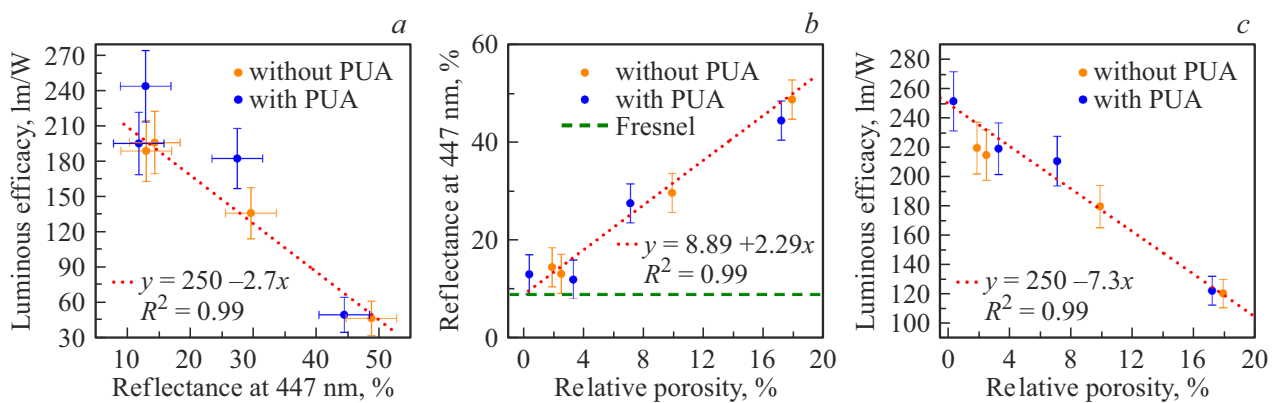 a
Luminous efficacy, lm/W
270
240
210
180
150
120
90
60
30
without PUA
with PUA
y = 250 –2.7x
R² = 0.99
10 20 30 40 50
Reflectance at 447 nm, %
b
Reflectance at 447 nm, %
60
40
20
0
without PUA
with PUA
Fresnel
y = 8.89 +2.29x
R² = 0.99
0 4 8 12 16 20
Relative porosity, %
c
Luminous efficacy, lm/W
280
260
240
220
200
180
160
140
120
100
without PUA
with PUA
y = 250 –7.3x
R² = 0.99
0 4 8 12 16 20
Relative porosity, %